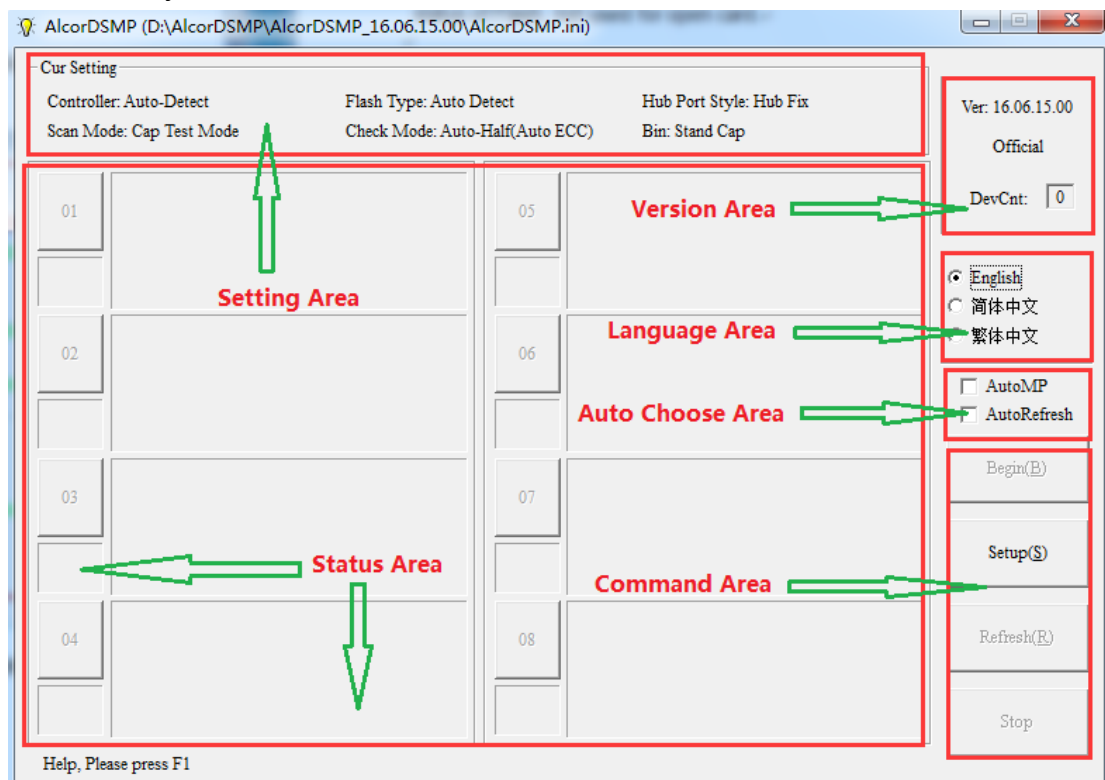 AlcorDSMP (D:\AlcorDSMP\AlcorDSMP_16.06.15.00\AlcorDSMP.ini)
Cur Setting
Controller: Auto-Detect Flash Type: Auto Detect Hub Port Style: Hub Fix
Scan Mode: Cap Test Mode Check Mode: Auto-Half(Auto ECC) Bin: Stand Cap
Ver: 16.06.15.00
Official
DevCnt: 0
01
05
Version Area
Setting Area
English
简体中文
繁体中文
Language Area
02
06
AutoMP
AutoRefresh
Auto Choose Area
Begin(B)
03
07
Setup(S)
Status Area
Command Area
04
08
Refresh(R)
Stop
Help, Please press F1